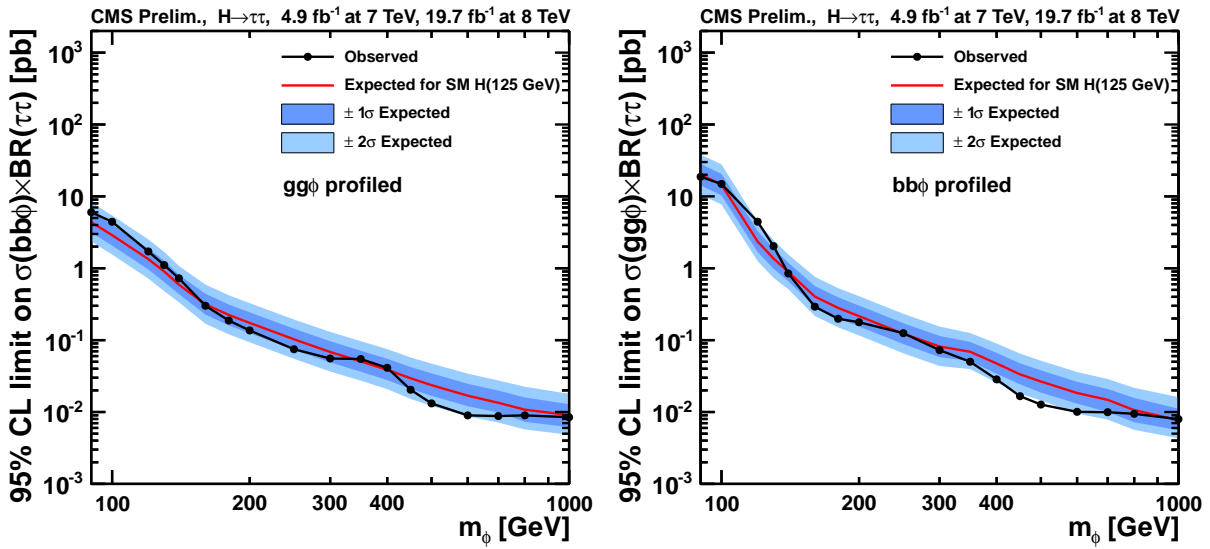 CMS Prelim., H→ττ, 4.9 fb⁻¹ at 7 TeV, 19.7 fb⁻¹ at 8 TeV
95% CL limit on σ(bbϕ)×BR(ττ) [pb]
10³
10²
10
1
10⁻¹
10⁻²
10⁻³
Observed
Expected for SM H(125 GeV)
± 1σ Expected
± 2σ Expected
ggϕ profiled
100 200 300 400 1000
m_ϕ [GeV]
CMS Prelim., H→ττ, 4.9 fb⁻¹ at 7 TeV, 19.7 fb⁻¹ at 8 TeV
95% CL limit on σ(ggϕ)×BR(ττ) [pb]
10³
10²
10
1
10⁻¹
10⁻²
10⁻³
Observed
Expected for SM H(125 GeV)
± 1σ Expected
± 2σ Expected
bbϕ profiled
100 200 300 400 1000
m_ϕ [GeV]